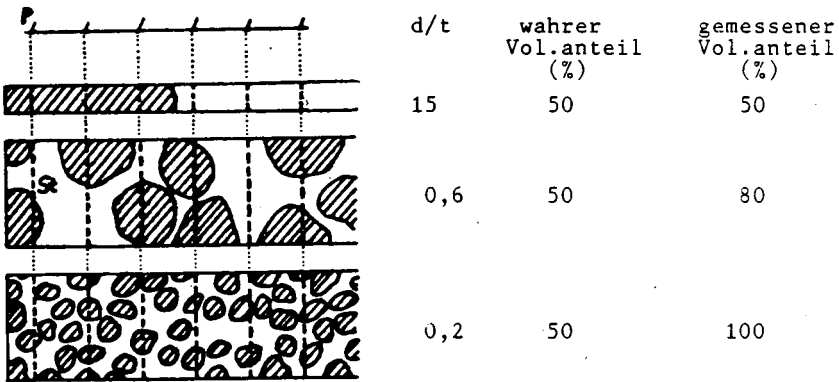 P
d/t wahrer gemessener
Vol.anteil Vol.anteil
(%) (%)
15 50 50
0,6 50 80
0,2 50 100